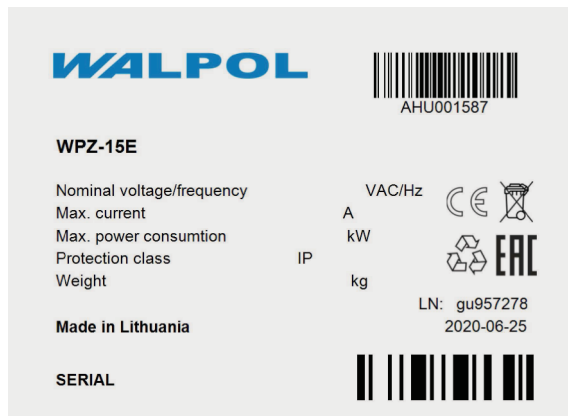 WALPOL
AHU001587
WPZ-15E
Nominal voltage/frequency VAC/Hz
Max. current A
Max. power consumtion kW
Protection class IP
Weight kg
CE
EAC
LN: gu957278
Made in Lithuania 2020-06-25
SERIAL